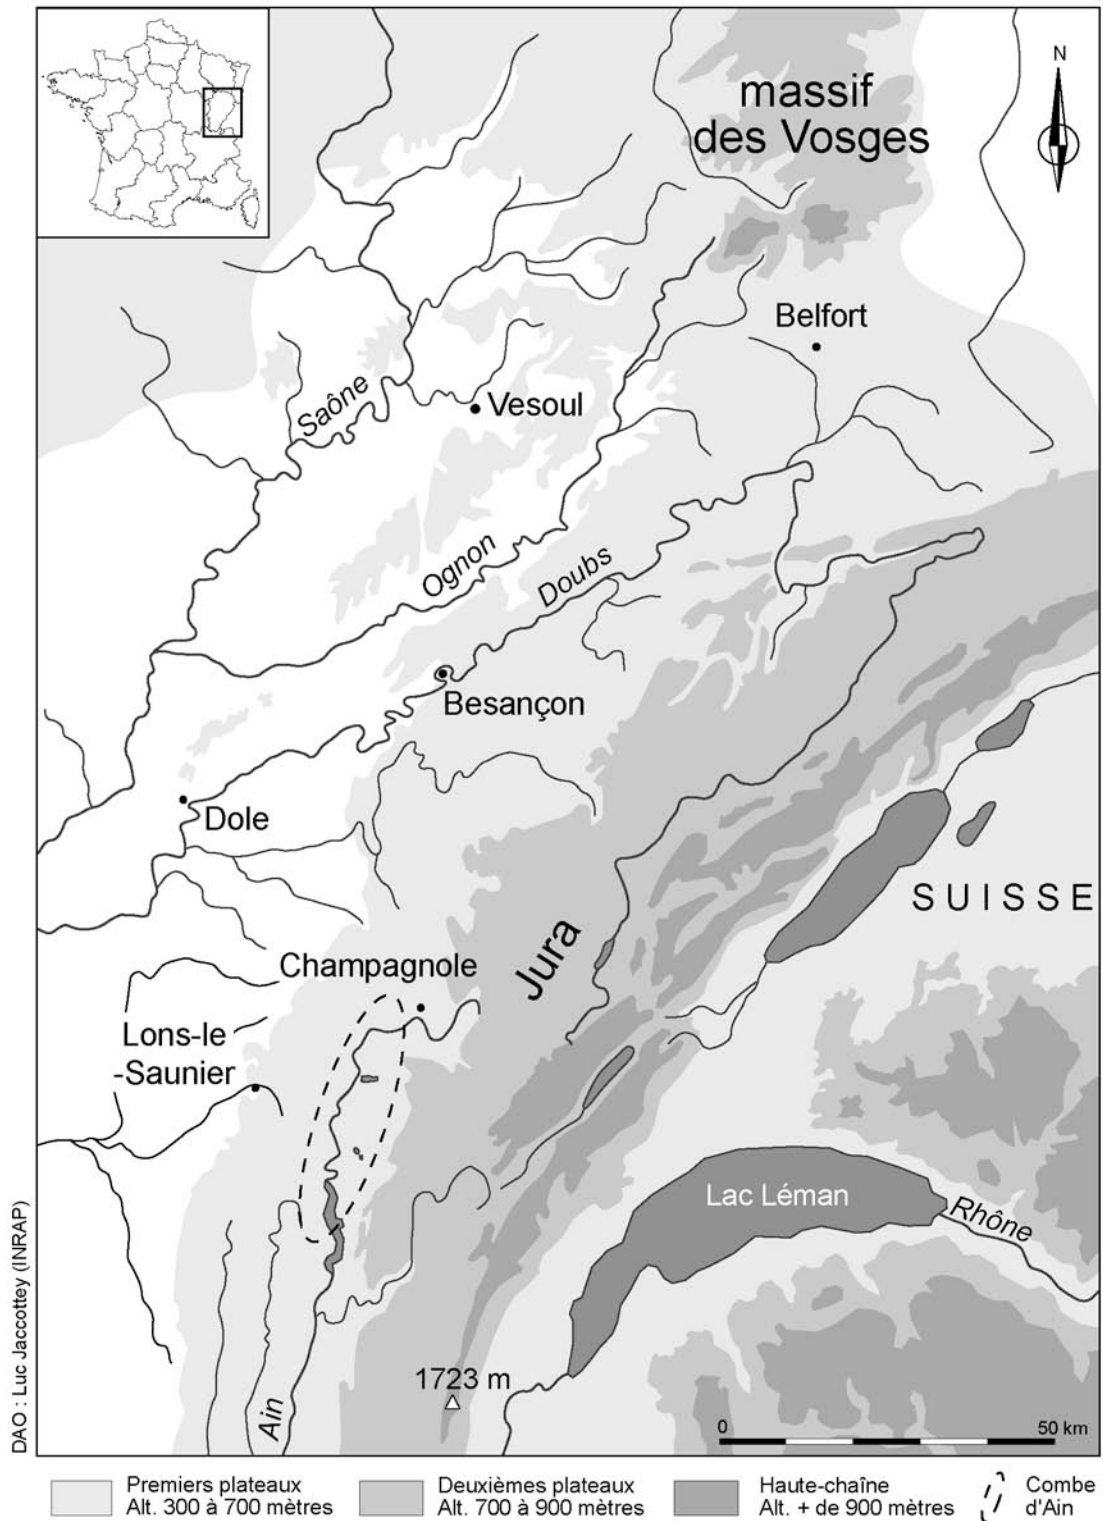 N
massif
des Vosges
Belfort
Saône
Vesoul
Ognon
Doubs
Besançon
Dole
SUISSE
Jura
Champagnole
Lons-le
-Saunier
Lac Léman
Rhône
1723 m
Ain
0 50 km
DAO : Luc Jaccottey (INRAP)
Premiers plateaux
Alt. 300 à 700 mètres
Deuxièmes plateaux
Alt. 700 à 900 mètres
Haute-chaîne
Alt. + de 900 mètres
Combe
d'Ain